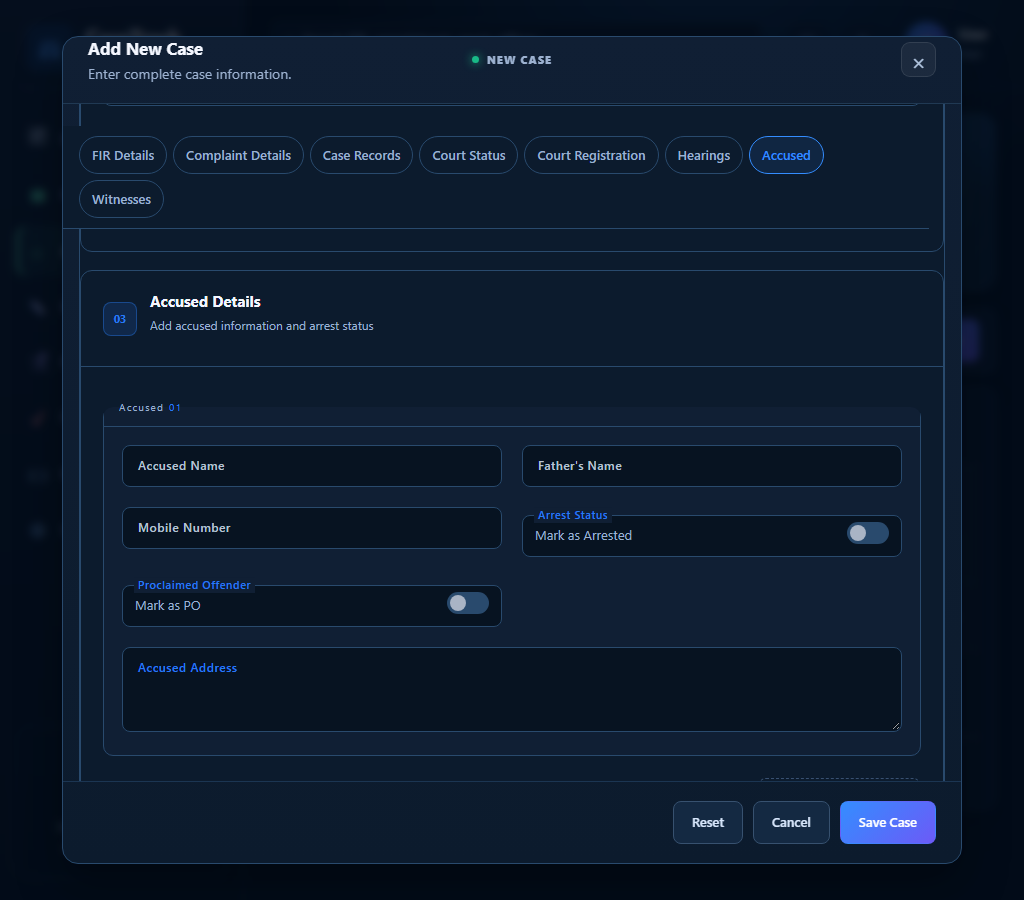 Add New Case
Enter complete case information.
NEW CASE
×
FIR Details
Complaint Details
Case Records
Court Status
Court Registration
Hearings
Accused
Witnesses
03
Accused Details
Add accused information and arrest status
Accused 01
Accused Name
Father's Name
Mobile Number
Arrest Status
Mark as Arrested
Proclaimed Offender
Mark as PO
Accused Address
Reset
Cancel
Save Case